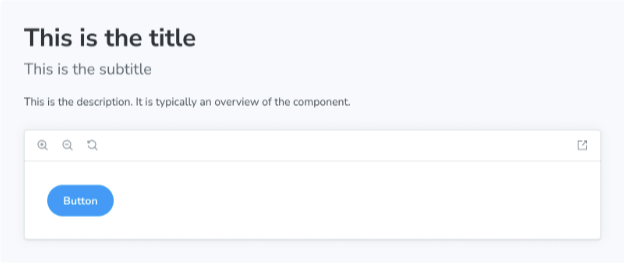 This is the title
This is the subtitle
This is the description. It is typically an overview of the component.
Button